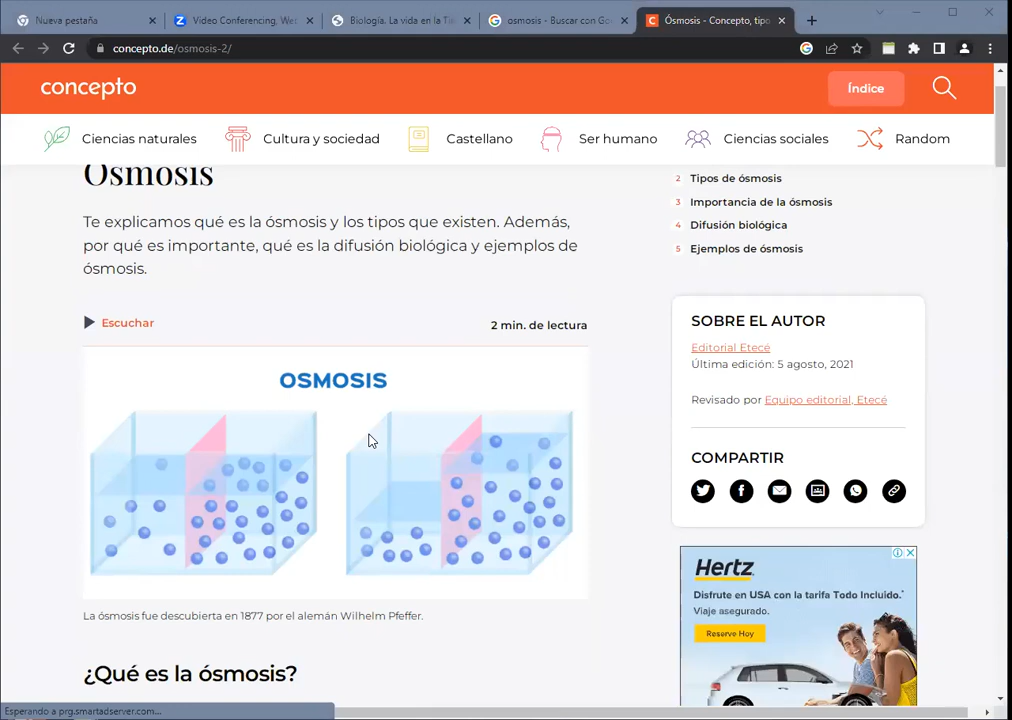 Nueva pestaña
Video Conferencing, We
Biología. La vida en la Tie
osmosis - Buscar con Go
Ósmosis - Concepto, tipo
concepto.de/osmosis-2/
concepto
Índice
Ciencias naturales
Cultura y sociedad
Castellano
Ser humano
Ciencias sociales
Random
Ósmosis
Te explicamos qué es la ósmosis y los tipos que existen. Además,
por qué es importante, qué es la difusión biológica y ejemplos de
ósmosis.
Escuchar
2 min. de lectura
OSMOSIS
La ósmosis fue descubierta en 1877 por el alemán Wilhelm Pfeffer.
¿Qué es la ósmosis?
2 Tipos de ósmosis
3 Importancia de la ósmosis
4 Difusión biológica
5 Ejemplos de ósmosis
SOBRE EL AUTOR
Editorial Etecé
Última edición: 5 agosto, 2021
Revisado por Equipo editorial, Etecé
COMPARTIR
Hertz
Disfrute en USA con la tarifa Todo Incluido.*
Viaje asegurado.
Reserve Hoy
Esperando a prg.smartadserver.com...